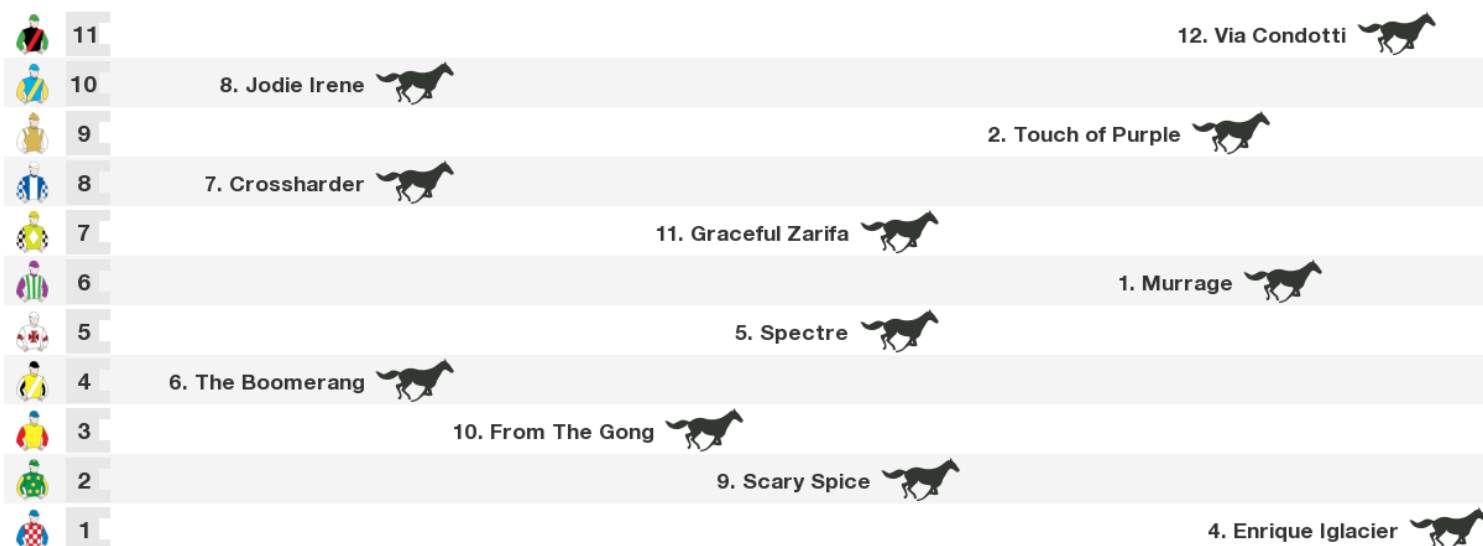 11 12. Via Condotti
10 8. Jodie Irene
9 2. Touch of Purple
8 7. Crossharder
7 11. Graceful Zarifa
6 1. Murrage
5 5. Spectre
4 6. The Boomerang
3 10. From The Gong
2 9. Scary Spice
1 4. Enrique Iglacier